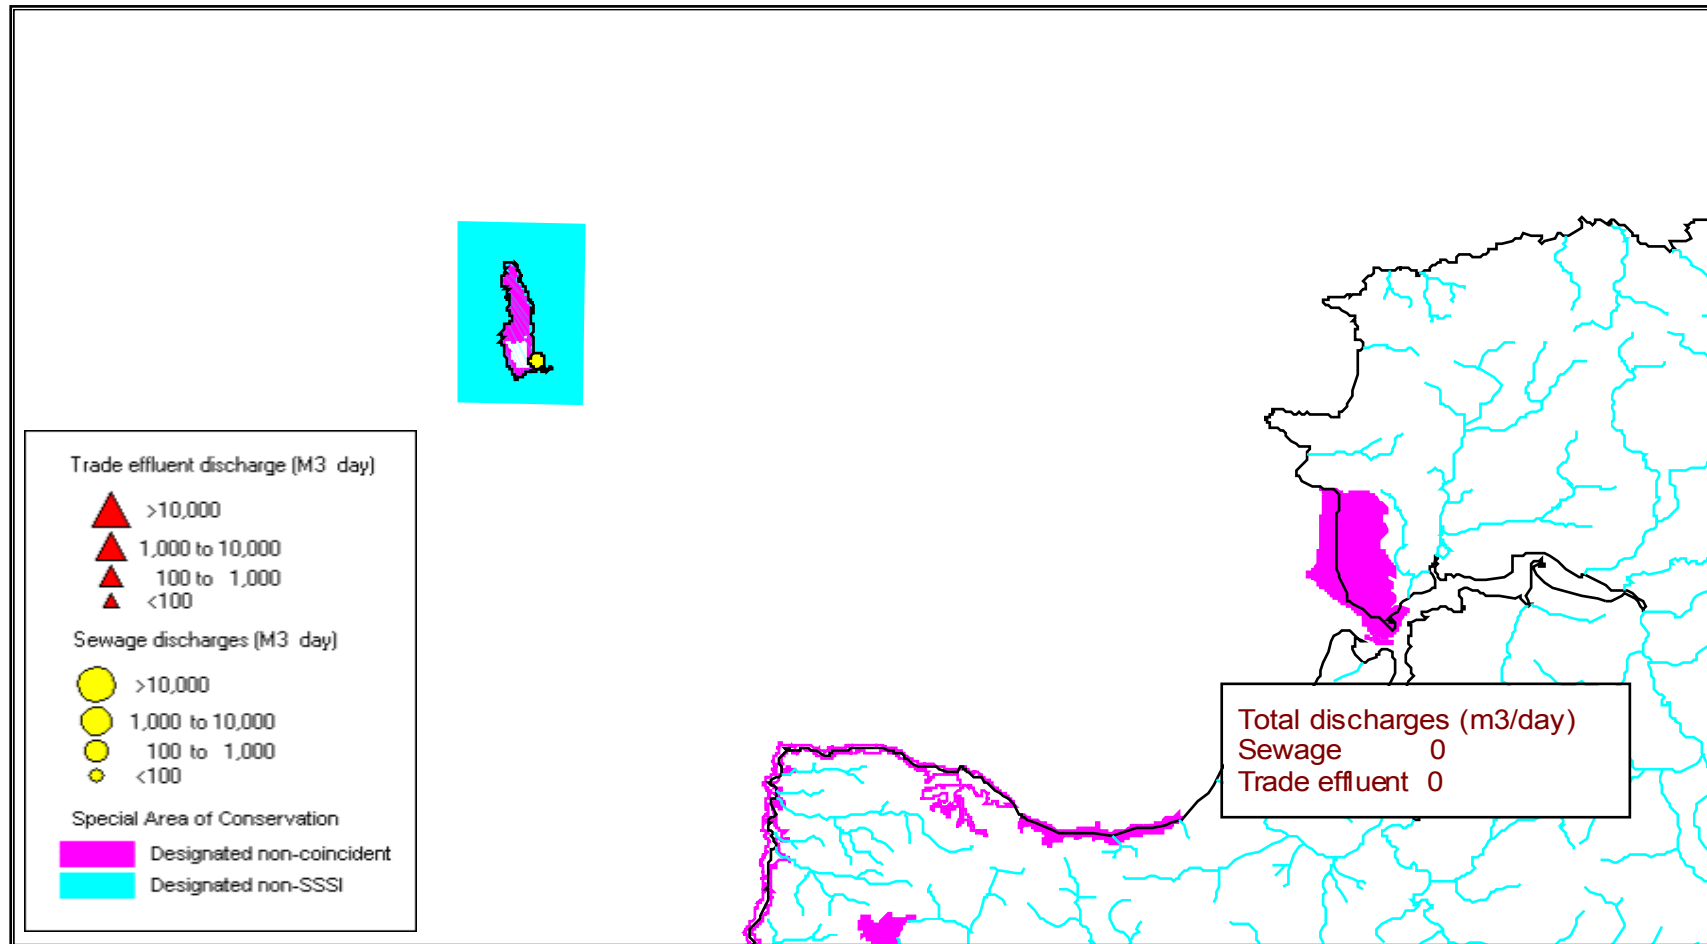 Trade effluent discharge (M3 day)
>10,000
1,000 to 10,000
100 to 1,000
<100
Sewage discharges (M3 day)
>10,000
1,000 to 10,000
100 to 1,000
<100
Special Area of Conservation
Designated non-coincident
Designated non-SSSI
Total discharges (m3/day)
Sewage 0
Trade effluent 0